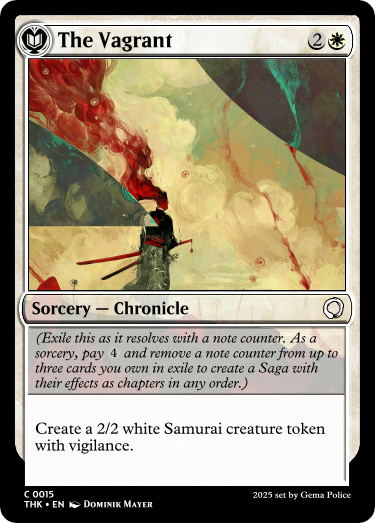 The Vagrant 2
Sorcery — Chronicle
(Exile this as it resolves with a note counter. As a
sorcery, pay 4 and remove a note counter from up to
three cards you own in exile to create a Saga with
their effects as chapters in any order.)
Create a 2/2 white Samurai creature token
with vigilance.
C 0015
THK • EN Dominik Mayer
2025 set by Gema Police